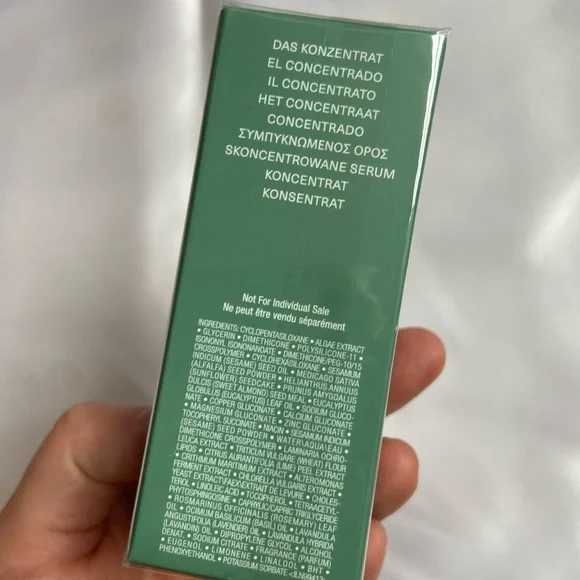 DAS KONZENTRAT
EL CONCENTRADO
IL CONCENTRATO
HET CONCENTRAAT
CONCENTRADO
ΣΥΜΠΥΚΝΩΜΕΝΟΣ ΟΡΟΣ
SKONCENTROWANE SERUM
KONCENTRAT
KONSENTRAT
Not For Individual Sale
Ne peut être vendu séparément
INGREDIENTS: CYCLOPENTASILOXANE • ALGAE EXTRACT
• GLYCERIN • DIMETHICONE • POLYSILICONE-11 •
ISONONYL ISONONANOATE • DIMETHICONE/PEG-10/15
CROSSPOLYMER • CYCLOHEXASILOXANE • SESAMUM
INDICUM (SESAME) SEED OIL • MEDICAGO SATIVA
(ALFALFA) SEED POWDER • HELIANTHUS ANNUUS
(SUNFLOWER) SEEDCAKE • PRUNUS AMYGDALUS
DULCIS (SWEET ALMOND) SEED MEAL • EUCALYPTUS
GLOBULUS (EUCALYPTUS) LEAF OIL • SODIUM GLUCO-
NATE • COPPER GLUCONATE • CALCIUM GLUCONATE
• MAGNESIUM GLUCONATE • ZINC GLUCONATE •
TOCOPHERYL SUCCINATE • NIACIN • SESAMUM INDICUM
(SESAME) SEED POWDER • WATER\AQUA\EAU •
DIMETHICONE CROSSPOLYMER • LAMINARIA OCHRO-
LEUCA EXTRACT • TRITICUM VULGARE (WHEAT) FLOUR
LIPIDS • CITRUS AURANTIFOLIA (LIME) PEEL EXTRACT
• CRITHMUM MARITIMUM EXTRACT • ALTEROMONAS
FERMENT EXTRACT • CHLORELLA VULGARIS EXTRACT •
YEAST EXTRACT\FAEX\EXTRAIT DE LEVURE • CHOLES-
TEROL • LINOLEIC ACID • TOCOPHEROL • TETRAACETYL-
PHYTOSPHINGOSINE • CAPRYLIC/CAPRIC TRIGLYCERIDE
• ROSMARINUS OFFICINALIS (ROSEMARY) LEAF
OIL • OCIMUM BASILICUM (BASIL) OIL • LAVANDULA
ANGUSTIFOLIA (LAVENDER) OIL • LAVANDULA HYBRIDA
(LAVANDIN) OIL • DIPROPYLENE GLYCOL • ALCOHOL
DENAT. • SODIUM CITRATE • FRAGRANCE (PARFUM)
• EUGENOL • LIMONENE • LINALOOL • BHT •
PHENOXYETHANOL • POTASSIUM SORBATE